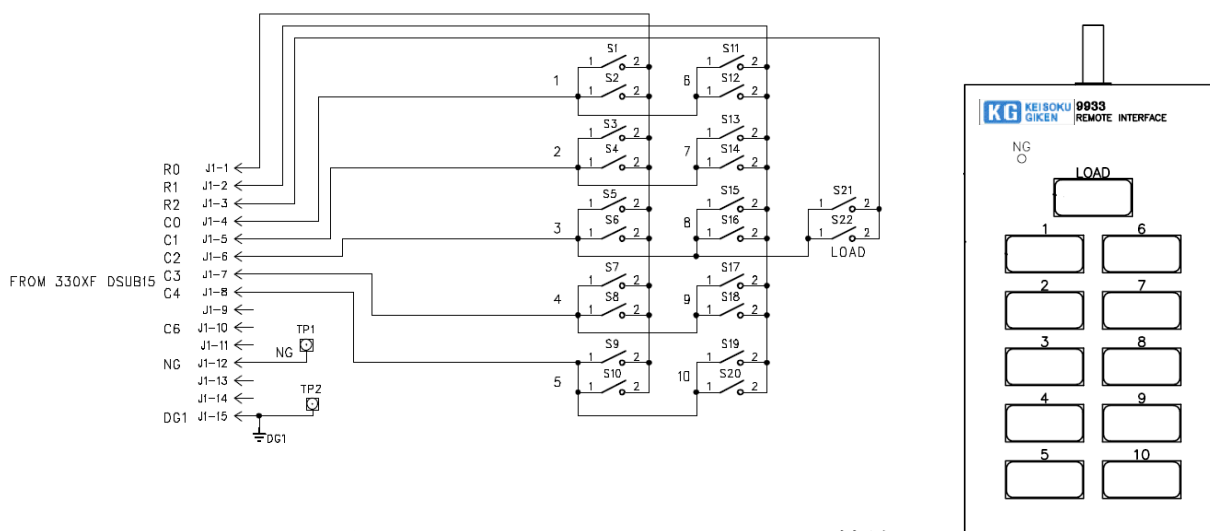 S1 S11
1 2 1 2
1 S2 6 S12
1 2 1 2
S3 S13
1 2 1 2
2 S4 7 S14
1 2 1 2
S5 S15 S21
1 2 1 2 1 2
3 S6 8 S16 S22
1 2 1 2 1 2
LOAD
S7 S17
1 2 1 2
4 S8 9 S18
1 2 1 2
S9 S19
1 2 1 2
5 S10 10 S20
1 2 1 2
FROM 330XF DSUB15
R0 J1-1
R1 J1-2
R2 J1-3
C0 J1-4
C1 J1-5
C2 J1-6
C3 J1-7
C4 J1-8
J1-9
C6 J1-10
J1-11
NG J1-12 NG TP1
J1-13
J1-14 TP2
DG1 J1-15
DG1
KG KEISOKU GIKEN 9933 REMOTE INTERFACE
NG
LOAD
1 6
2 7
3 8
4 9
5 10